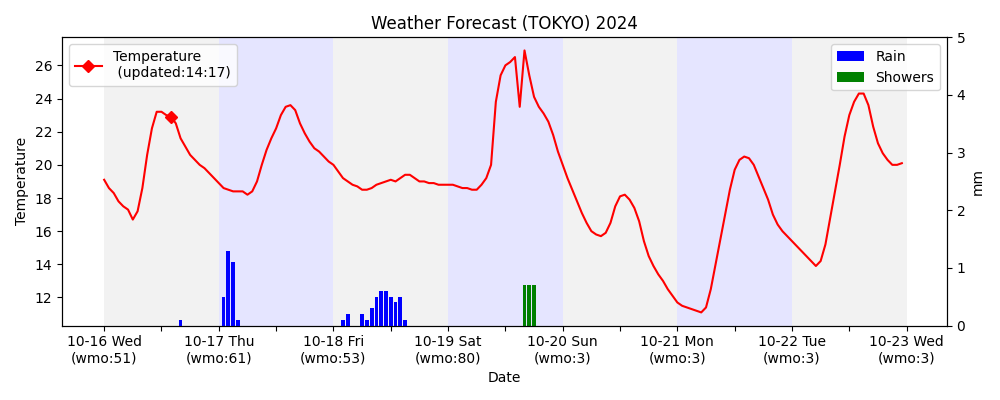 Weather Forecast (TOKYO) 2024
Temperature
(updated:14:17)
Rain
Showers
Temperature
26
24
22
20
18
16
14
12
5
4
3
2
1
0
mm
10-16 Wed
(wmo:51)
10-17 Thu
(wmo:61)
10-18 Fri
(wmo:53)
10-19 Sat
(wmo:80)
10-20 Sun
(wmo:3)
10-21 Mon
(wmo:3)
10-22 Tue
(wmo:3)
10-23 Wed
(wmo:3)
Date